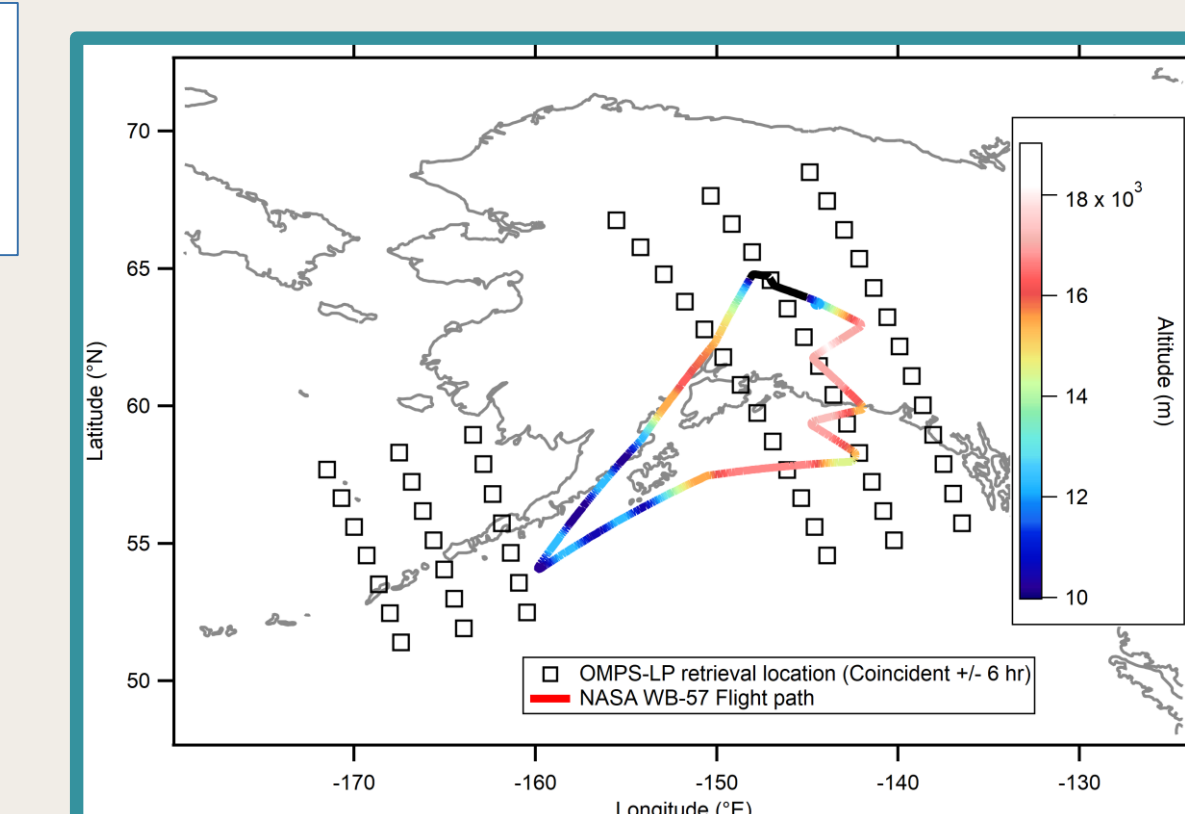 70
65
60
55
50
Latitude (°N)
-170
-160
-150
-140
-130
Longitude (°E)
18 x 10³
16
14
12
10
Altitude (m)
OMPS-LP retrieval location (Coincident +/- 6 hr)
NASA WB-57 Flight path